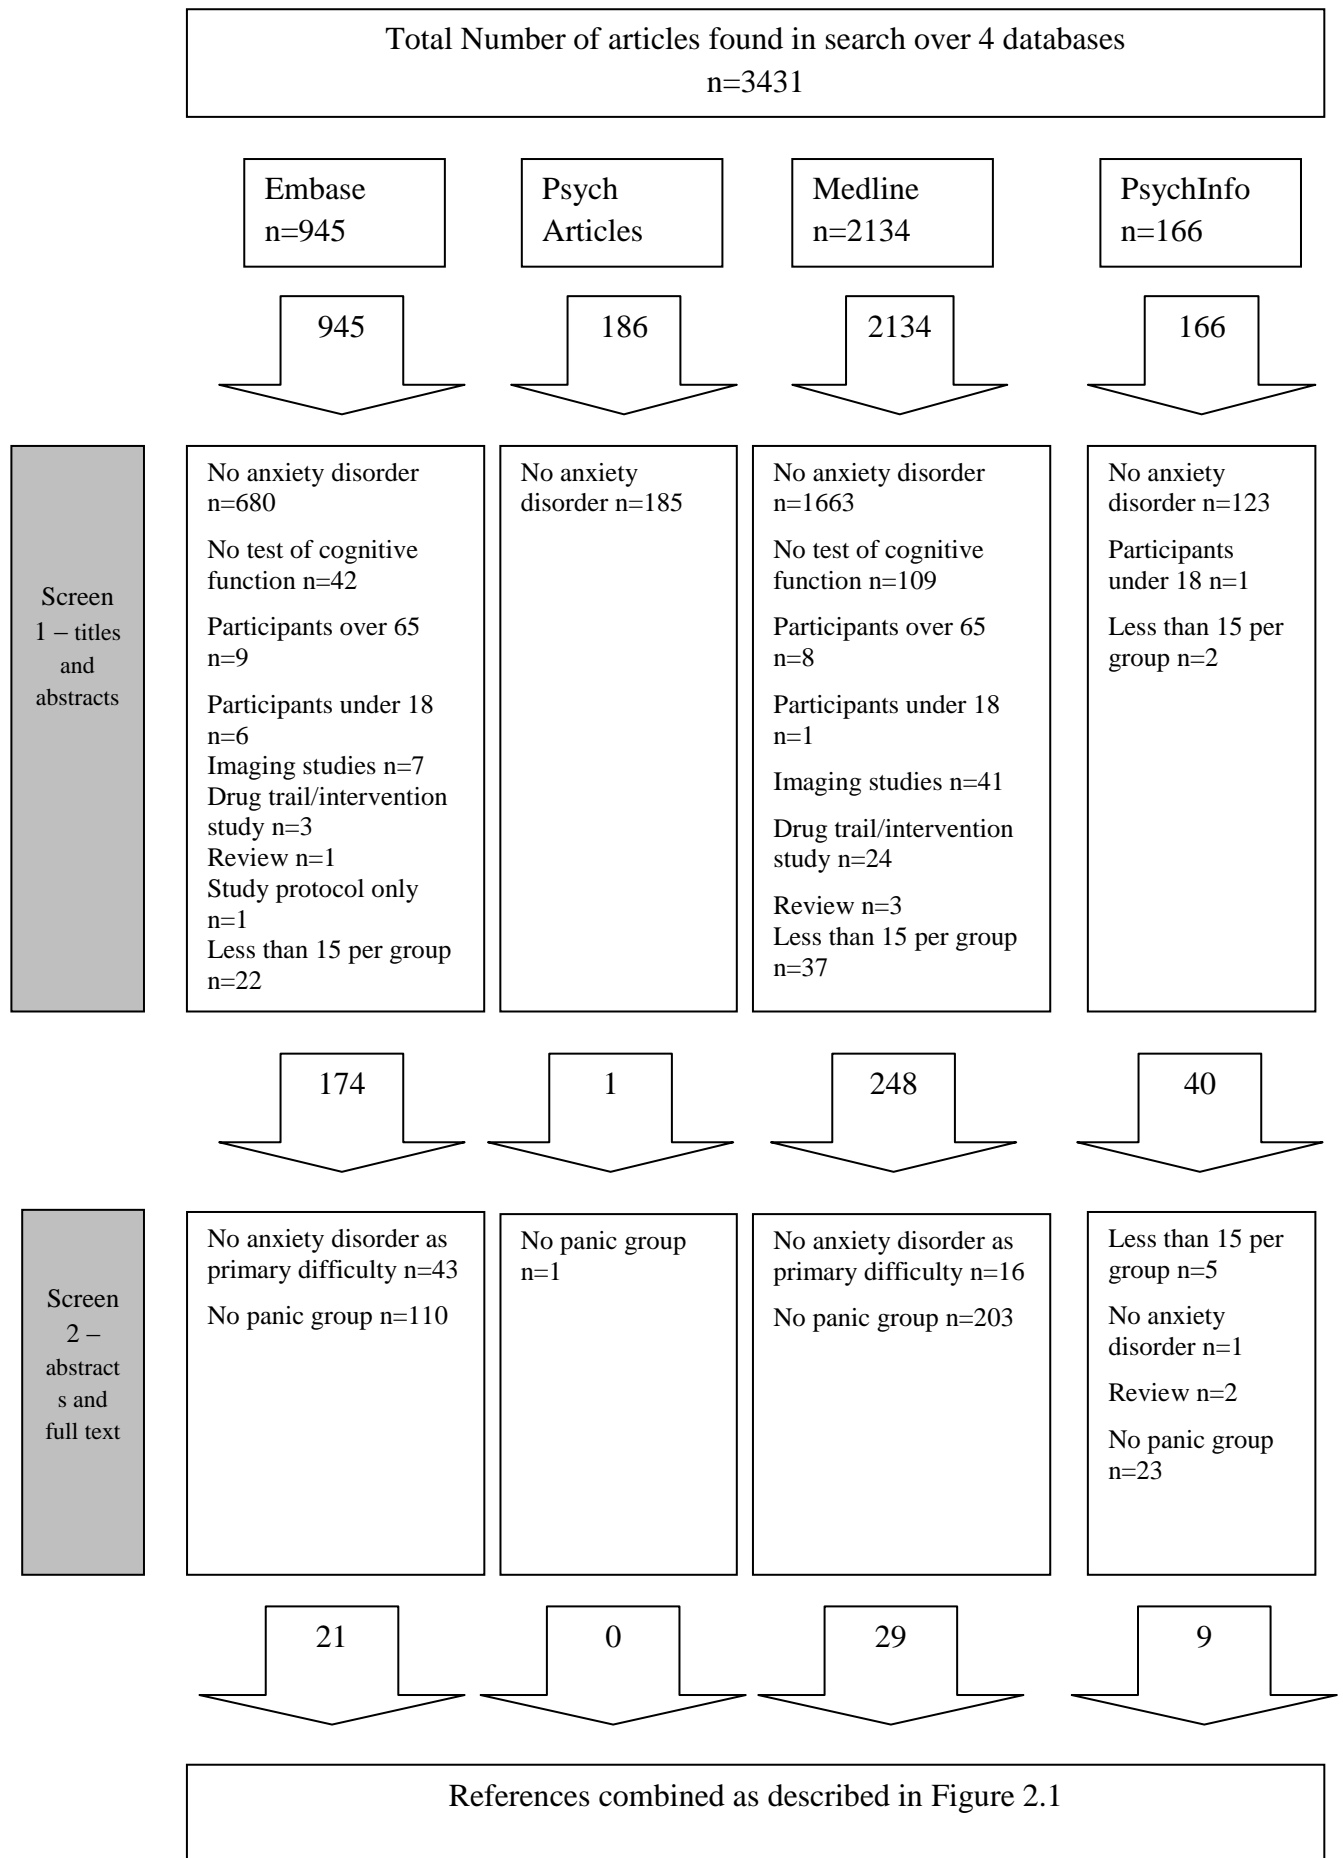 Total Number of articles found in search over 4 databases
n=3431
Embase
n=945
Psych
Articles
Medline
n=2134
PsychInfo
n=166
945
186
2134
166
Screen
1 – titles
and
abstracts
No anxiety disorder
n=680
No test of cognitive
function n=42
Participants over 65
n=9
Participants under 18
n=6
Imaging studies n=7
Drug trail/intervention
study n=3
Review n=1
Study protocol only
n=1
Less than 15 per group
n=22
No anxiety
disorder n=185
No anxiety disorder
n=1663
No test of cognitive
function n=109
Participants over 65
n=8
Participants under 18
n=1
Imaging studies n=41
Drug trail/intervention
study n=24
Review n=3
Less than 15 per group
n=37
No anxiety
disorder n=123
Participants
under 18 n=1
Less than 15 per
group n=2
174
1
248
40
Screen
2 –
abstract
s and
full text
No anxiety disorder as
primary difficulty n=43
No panic group n=110
No panic group
n=1
No anxiety disorder as
primary difficulty n=16
No panic group n=203
Less than 15 per
group n=5
No anxiety
disorder n=1
Review n=2
No panic group
n=23
21
0
29
9
References combined as described in Figure 2.1